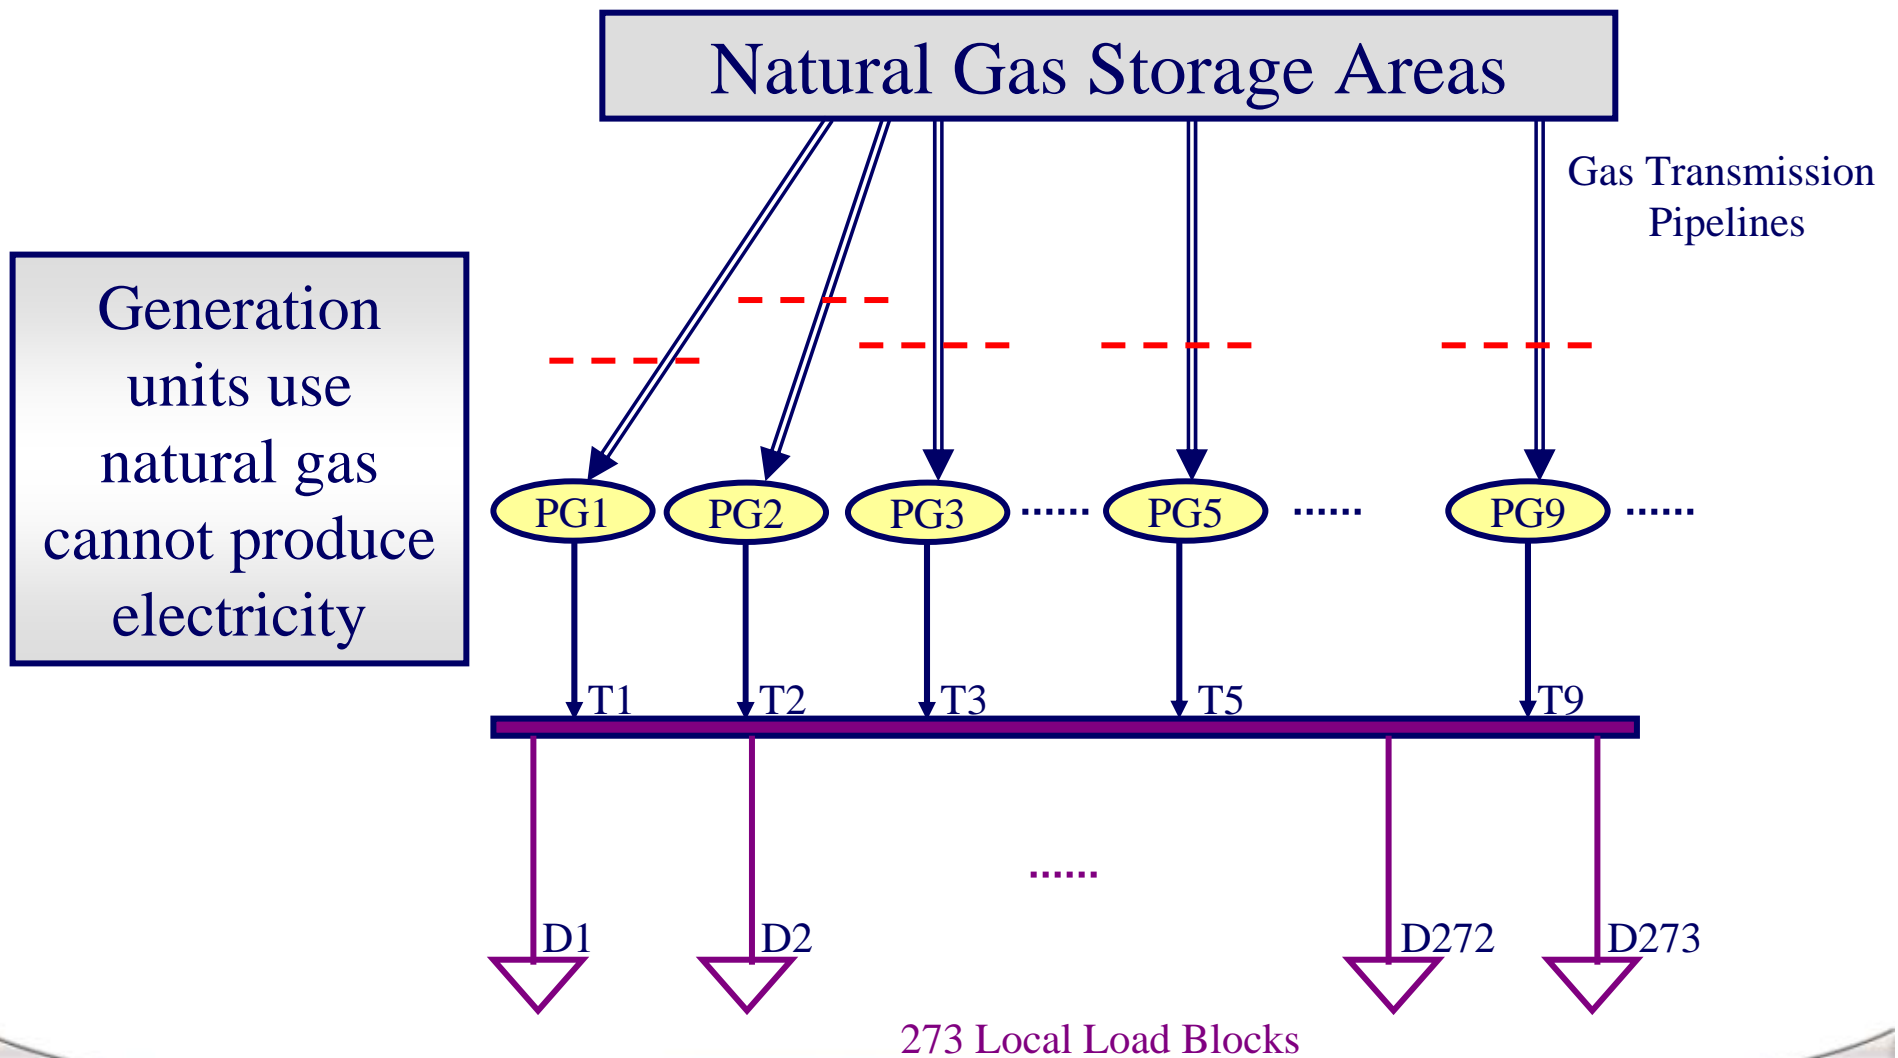 Natural Gas Storage Areas
Gas Transmission
Pipelines
Generation
units use
natural gas
cannot produce
electricity
PG1 PG2 PG3 ...... PG5 ...... PG9 ......
T1 T2 T3 T5 T9
......
D1 D2 D272 D273
273 Local Load Blocks